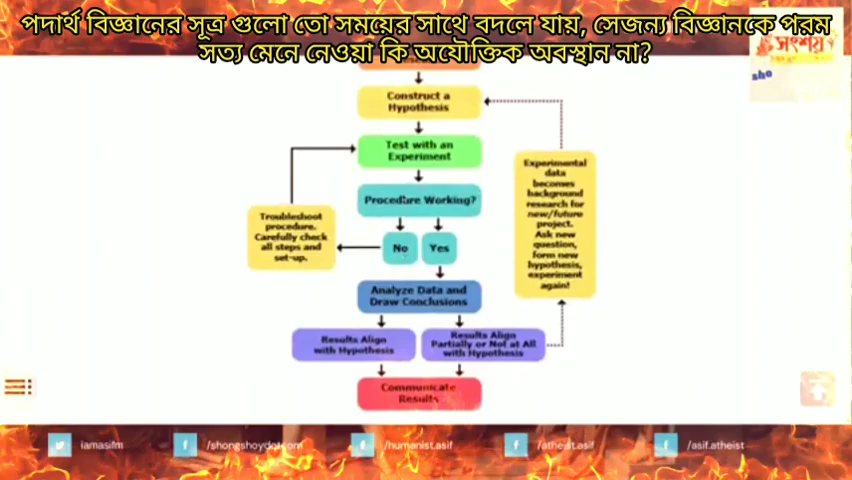 পদার্থ বিজ্ঞানের সূত্র গুলো তো সময়ের সাথে বদলে যায়, সেজন্য বিজ্ঞানকে পরম
সত্য মেনে নেওয়া কি অযৌক্তিক অবস্থান না?
সংশয়
sho
Construct a
Hypothesis
Test with an
Experiment
Procedure Working?
Troubleshoot
procedure.
Carefully check
all steps and
set-up.
No
Yes
Experimental
data
becomes
background
research for
new/future
project.
Ask new
question,
form new
hypothesis,
experiment
again!
Analyze Data and
Draw Conclusions
Results Align
with Hypothesis
Results Align
Partially or Not at All
with Hypothesis
Communicate
Results
iamasifm
/shongshoydotcom
/humanist.asif
/atheist.asif
/asif.atheist